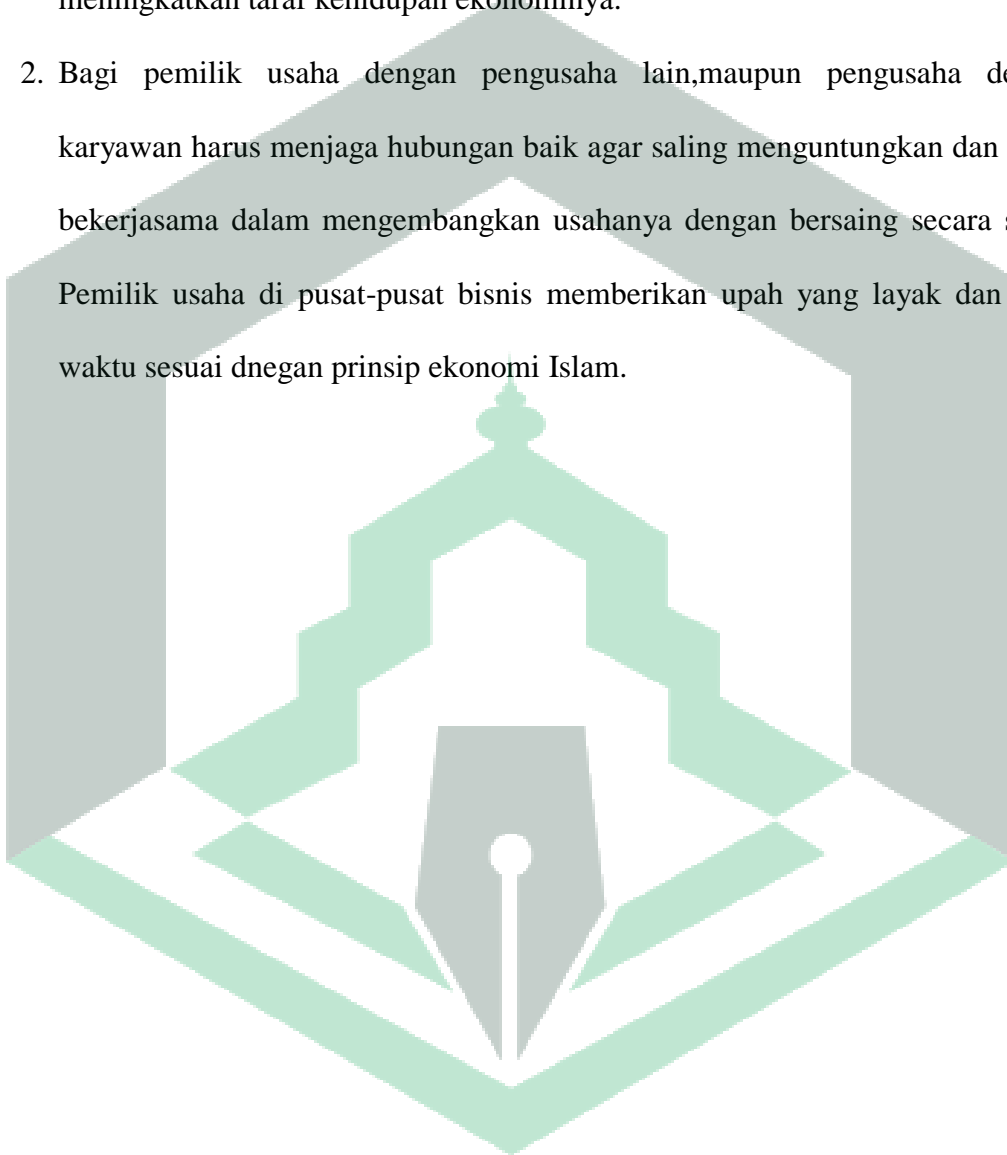 meningkatkan taraf kehidupan ekonominya.
2. Bagi pemilik usaha dengan pengusaha lain,maupun pengusaha
karyawan harus menjaga hubungan baik agar saling menguntungkan dan
bekerjasama dalam mengembangkan usahanya dengan bersaing secara
Pemilik usaha di pusat-pusat bisnis memberikan upah yang layak dan
waktu sesuai dnegan prinsip ekonomi Islam.